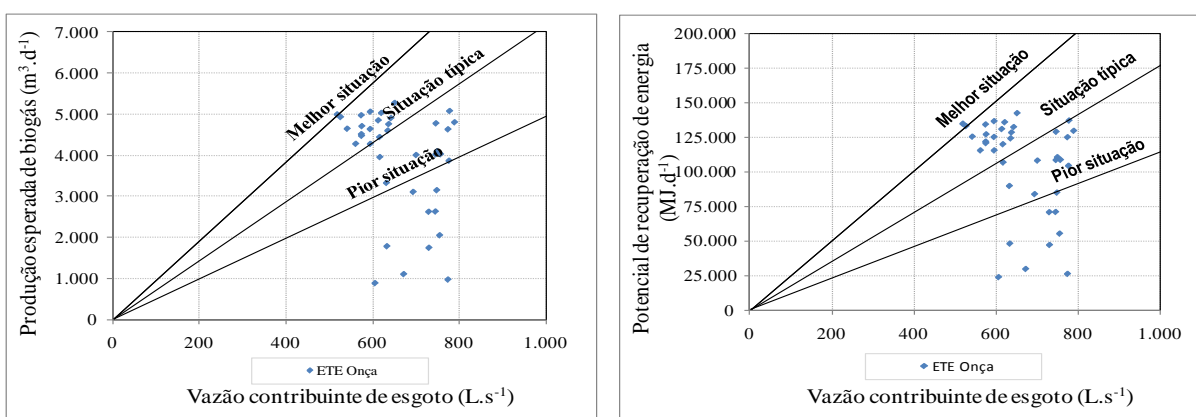 Produção esperada de biogás (m³.d⁻¹)
7.000
6.000
5.000
4.000
3.000
2.000
1.000
0
Melhor situação
Situação típica
Pior situação
0 200 400 600 800 1.000
ETE Onça
Vazão contribuinte de esgoto (L.s⁻¹)
Potencial de recuperação de energia
(MJ.d⁻¹)
200.000
175.000
150.000
125.000
100.000
75.000
50.000
25.000
0
Melhor situação
Situação típica
Pior situação
0 200 400 600 800 1.000
ETE Onça
Vazão contribuinte de esgoto (L.s⁻¹)